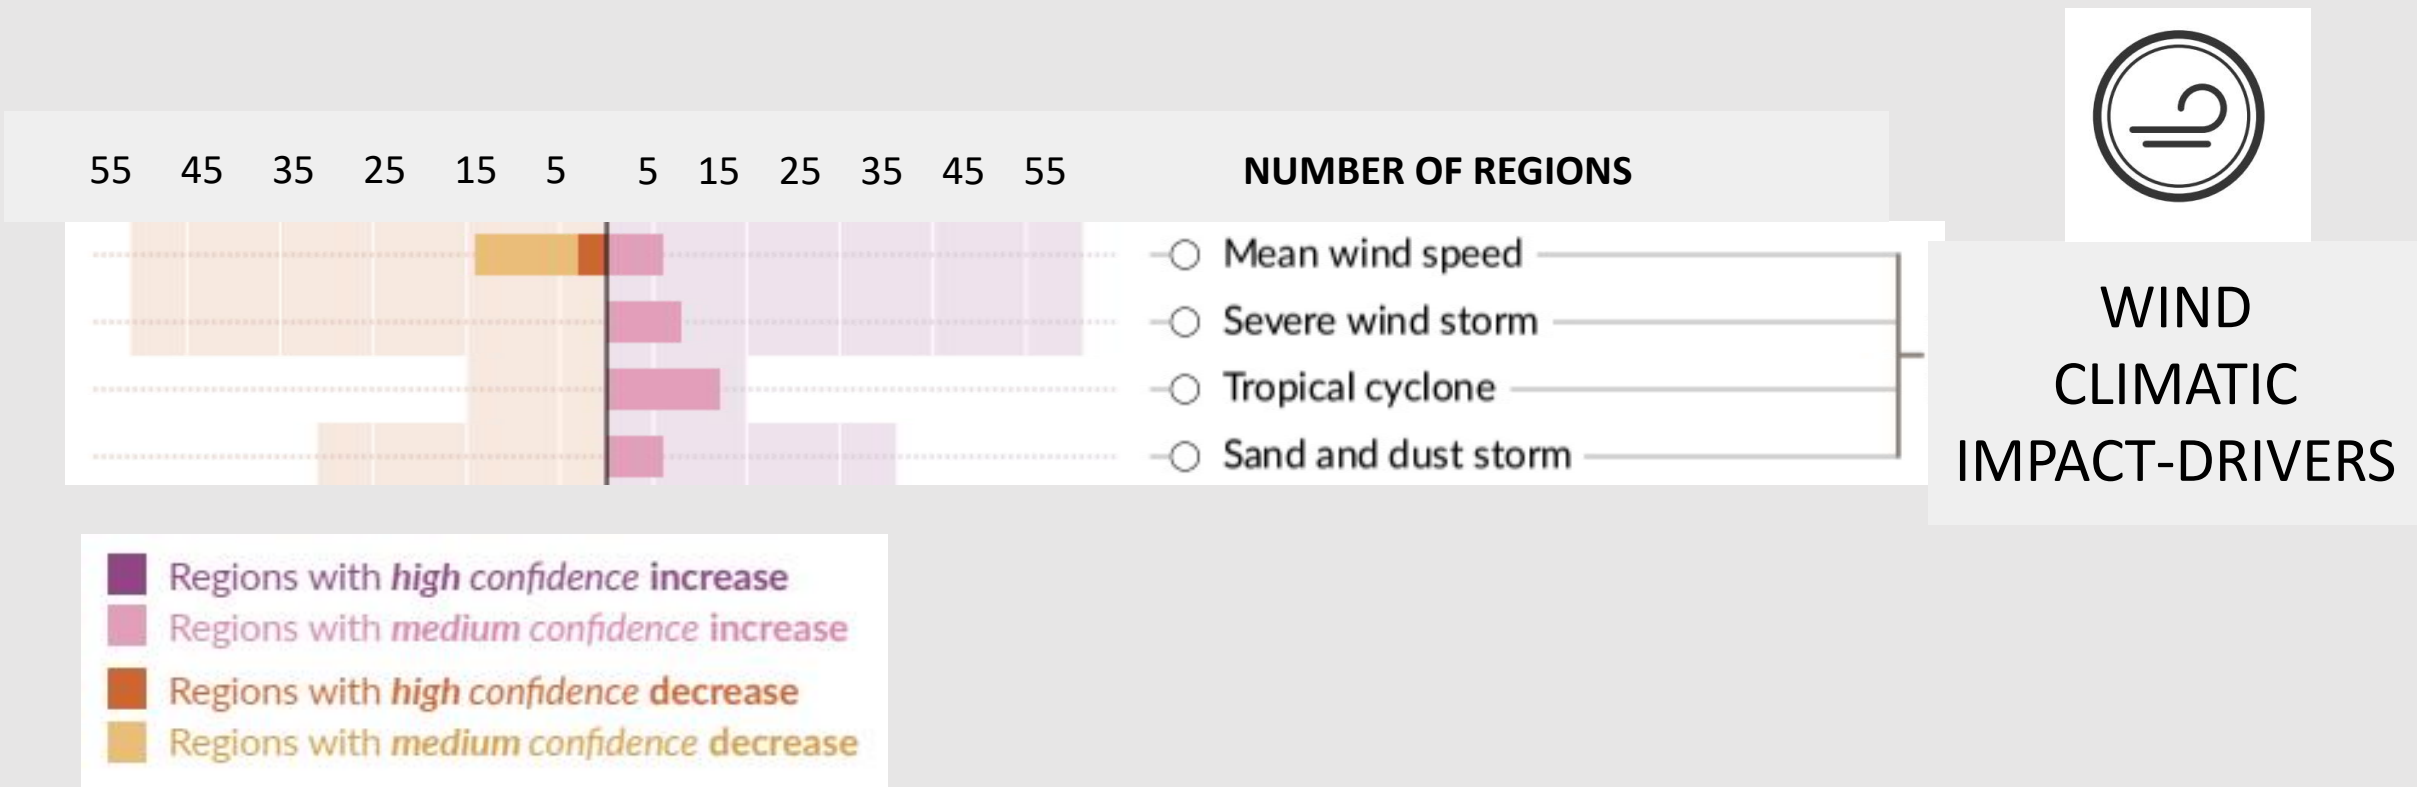 55 45 35 25 15 5 5 15 25 35 45 55 NUMBER OF REGIONS
Mean wind speed
Severe wind storm
Tropical cyclone
Sand and dust storm
WIND
CLIMATIC
IMPACT-DRIVERS
Regions with high confidence increase
Regions with medium confidence increase
Regions with high confidence decrease
Regions with medium confidence decrease